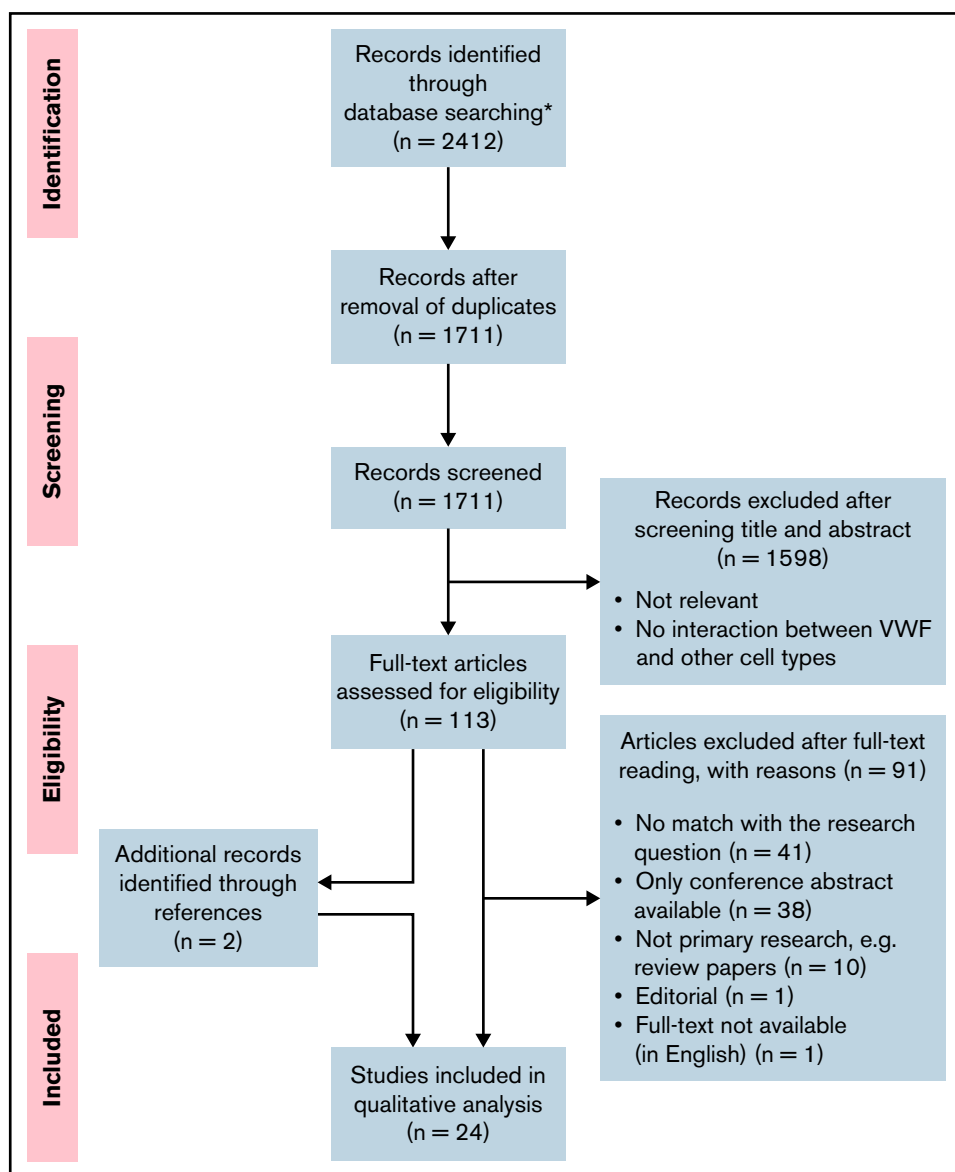 Identification
Records identified
through
database searching*
(n = 2412)
Records after
removal of duplicates
(n = 1711)
Screening
Records screened
(n = 1711)
Records excluded after
screening title and abstract
(n = 1598)
• Not relevant
• No interaction between VWF
and other cell types
Eligibility
Full-text articles
assessed for eligibility
(n = 113)
Articles excluded after full-text
reading, with reasons (n = 91)
• No match with the research
question (n = 41)
• Only conference abstract
available (n = 38)
• Not primary research, e.g.
review papers (n = 10)
• Editorial (n = 1)
• Full-text not available
(in English) (n = 1)
Additional records
identified through
references
(n = 2)
Included
Studies included in
qualitative analysis
(n = 24)